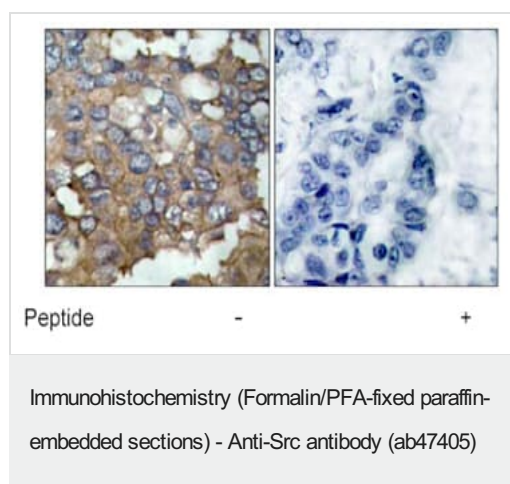 Peptide - +
Immunohistochemistry (Formalin/PFA-fixed paraffin-
embedded sections) - Anti-Src antibody (ab47405)